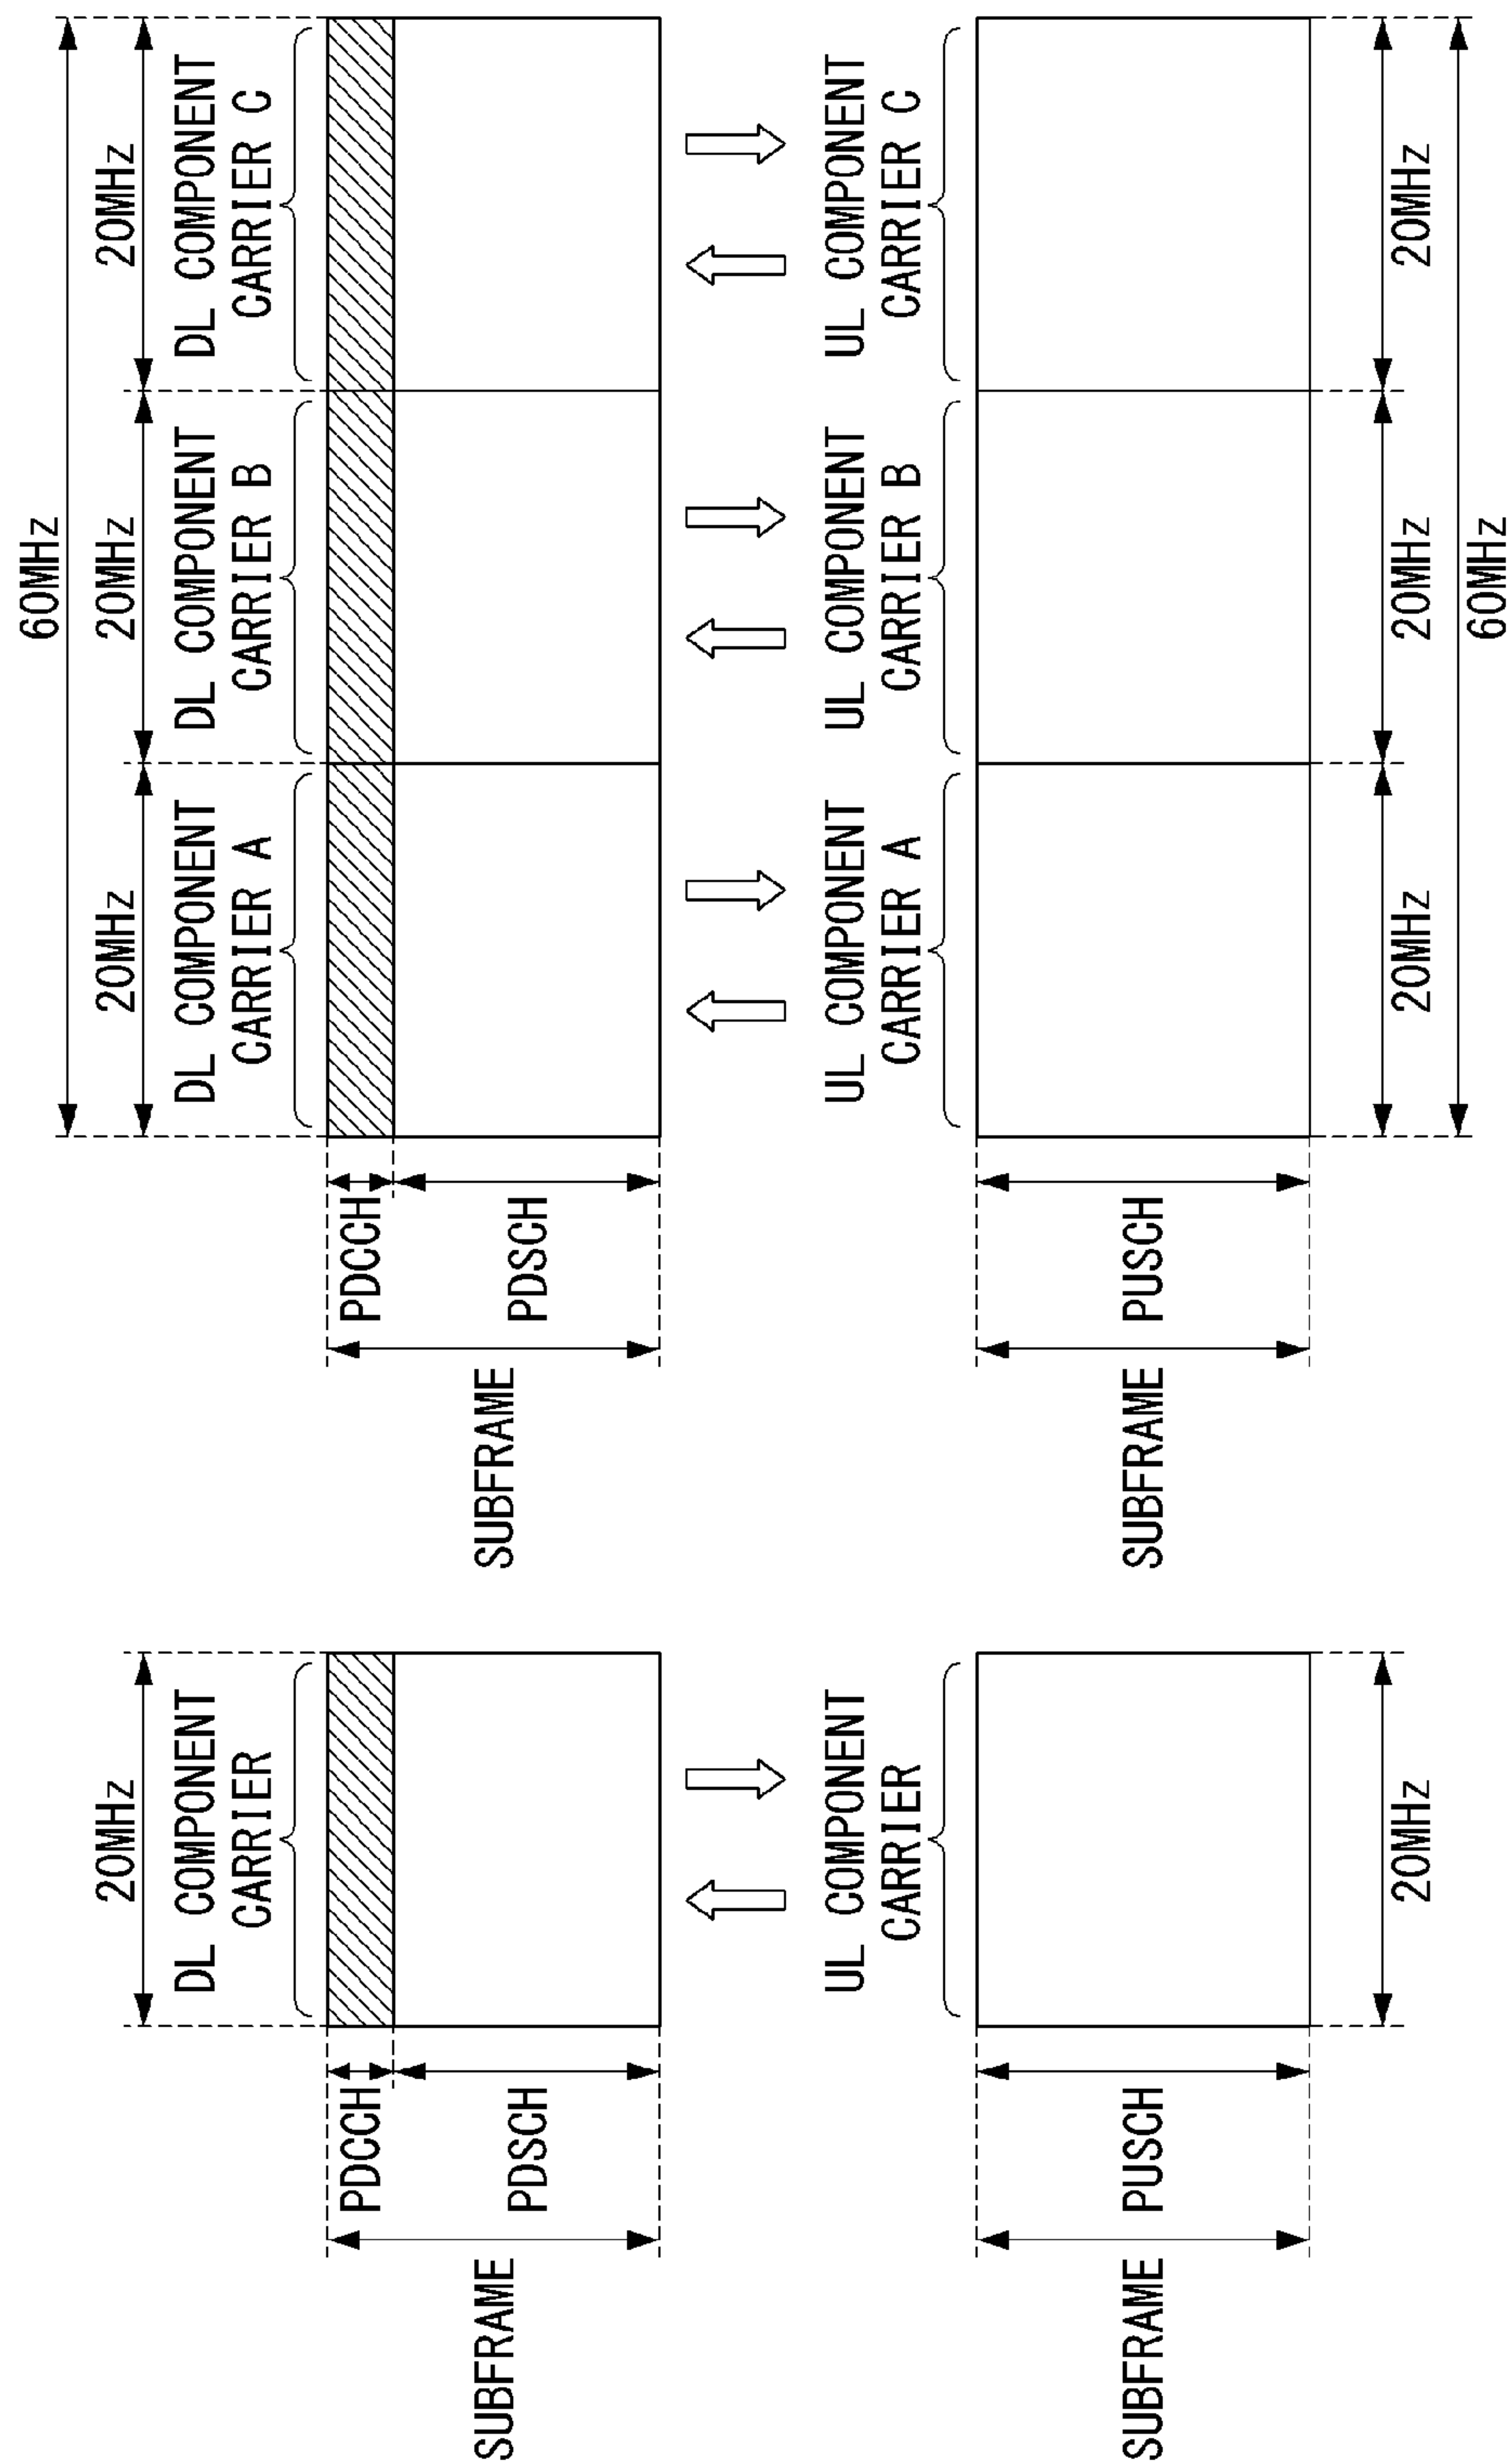 20MHz
DL COMPONENT
CARRIER
PDCCH
SUBFRAME
PDSCH
UL COMPONENT
CARRIER
SUBFRAME
PUSCH
20MHz
60MHz
20MHz
20MHz
20MHz
DL COMPONENT
CARRIER A
DL COMPONENT
CARRIER B
DL COMPONENT
CARRIER C
PDCCH
SUBFRAME
PDSCH
UL COMPONENT
CARRIER A
UL COMPONENT
CARRIER B
UL COMPONENT
CARRIER C
SUBFRAME
PUSCH
20MHz
20MHz
20MHz
60MHz